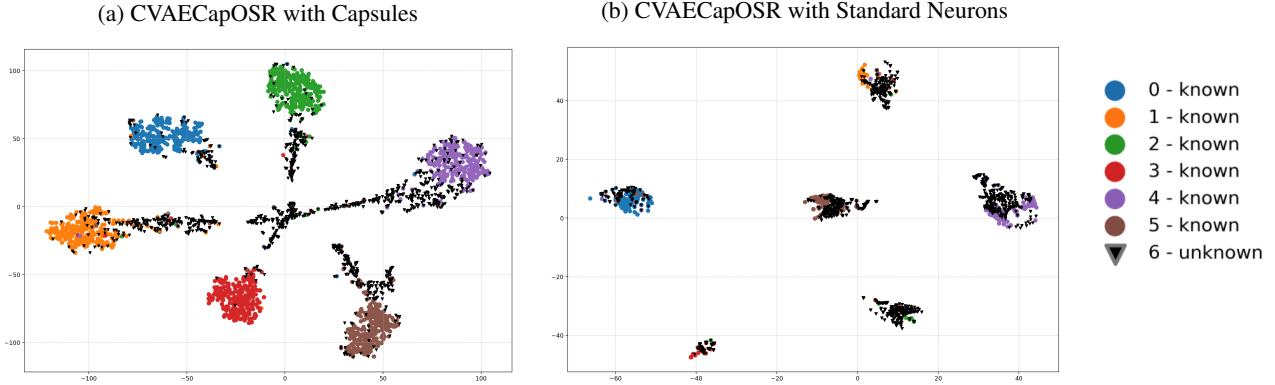 (a) CVAECapOSR with Capsules
(b) CVAECapOSR with Standard Neurons
100
50
0
−50
−100
−100
−50
0
50
100
40
20
0
−20
−40
−60
−40
−20
0
20
40
0 - known
1 - known
2 - known
3 - known
4 - known
5 - known
6 - unknown